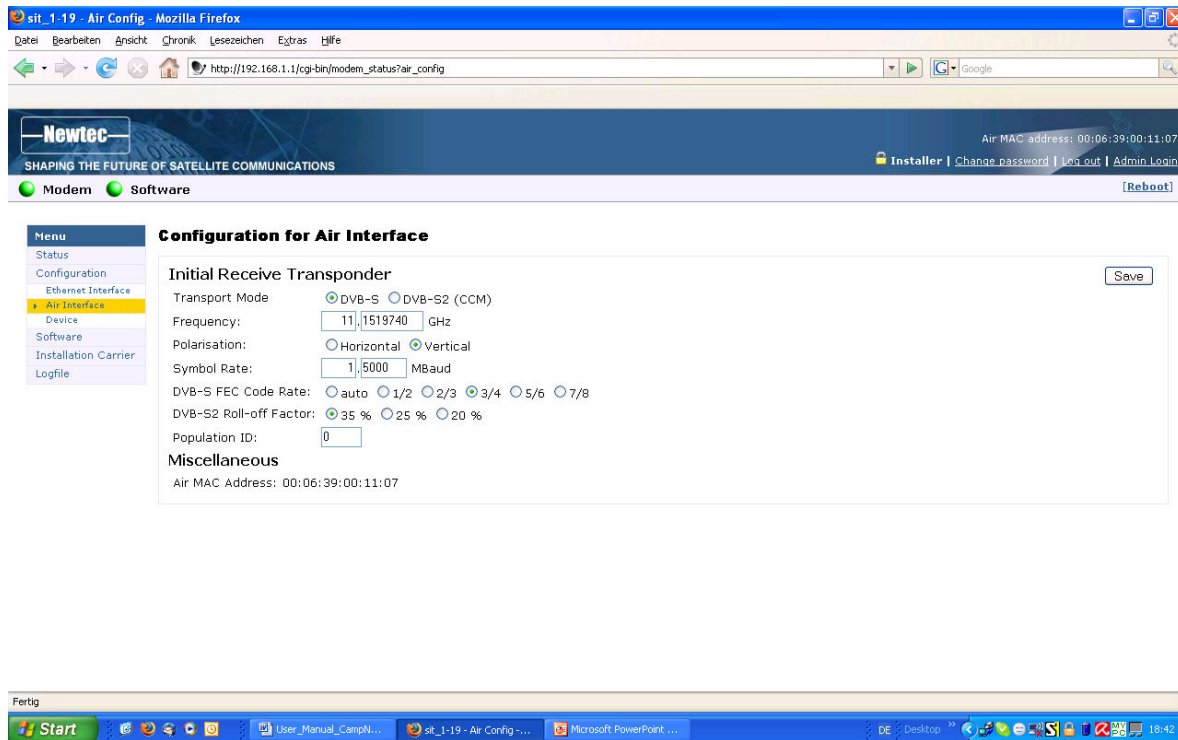 sit_1-19 - Air Config - Mozilla Firefox
Datei Bearbeiten Ansicht Chronik Lesezeichen Extras Hilfe
http://192.168.1.1/cgi-bin/modem_status?air_config
G Google
Newtec
SHAPING THE FUTURE OF SATELLITE COMMUNICATIONS
Air MAC address: 00:06:39:00:11:07
Installer | Change password | Log out | Admin Login
Modem Software
[Reboot]
Menu
Status
Configuration
Ethernet Interface
Air Interface
Device
Software
Installation Carrier
Logfile
Configuration for Air Interface
Initial Receive Transponder
Save
Transport Mode DVB-S DVB-S2 (CCM)
Frequency: 11.1519740 GHz
Polarisation: Horizontal Vertical
Symbol Rate: 1.5000 MBaud
DVB-S FEC Code Rate: auto 1/2 2/3 3/4 5/6 7/8
DVB-S2 Roll-off Factor: 35 % 25 % 20 %
Population ID: 0
Miscellaneous
Air MAC Address: 00:06:39:00:11:07
Fertig
Start User_Manual_CampN... sit_1-19 - Air Config -... Microsoft PowerPoint ... DE Desktop » 18:42